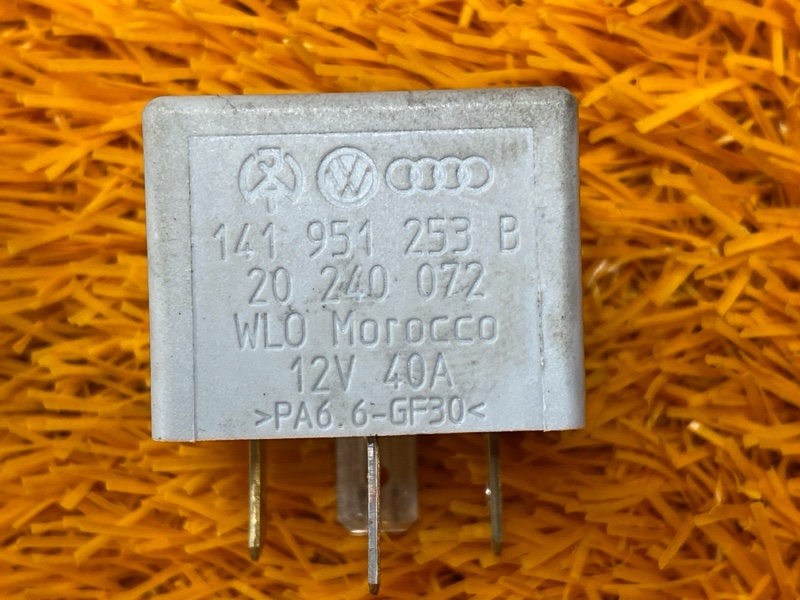 141 951 253 B
20 240 072
WLO Morocco
12V 40A
>PA6.6-GF30<